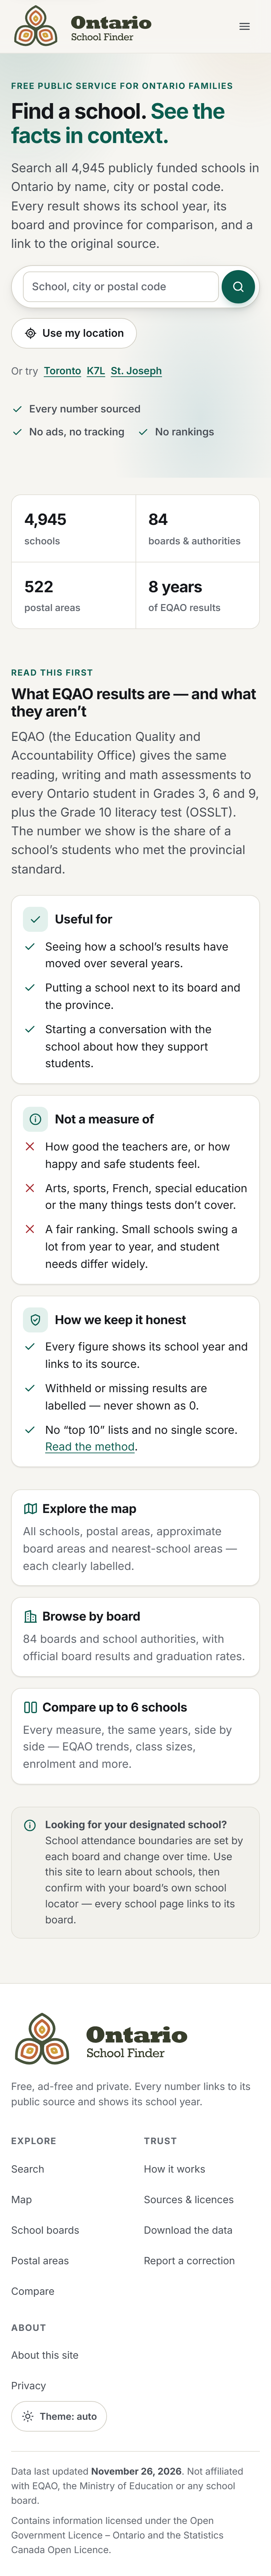 Ontario
School Finder
FREE PUBLIC SERVICE FOR ONTARIO FAMILIES
Find a school. See the
facts in context.
Search all 4,945 publicly funded schools in
Ontario by name, city or postal code.
Every result shows its school year, its
board and province for comparison, and a
link to the original source.
School, city or postal code
Use my location
Or try Toronto K7L St. Joseph
Every number sourced
No ads, no tracking No rankings
4,945
schools
84
boards & authorities
522
postal areas
8 years
of EQAO results
READ THIS FIRST
What EQAO results are — and what
they aren’t
EQAO (the Education Quality and
Accountability Office) gives the same
reading, writing and math assessments to
every Ontario student in Grades 3, 6 and 9,
plus the Grade 10 literacy test (OSSLT).
The number we show is the share of a
school’s students who met the provincial
standard.
Useful for
Seeing how a school’s results have
moved over several years.
Putting a school next to its board and
the province.
Starting a conversation with the
school about how they support
students.
Not a measure of
How good the teachers are, or how
happy and safe students feel.
Arts, sports, French, special education
or the many things tests don’t cover.
A fair ranking. Small schools swing a
lot from year to year, and student
needs differ widely.
How we keep it honest
Every figure shows its school year and
links to its source.
Withheld or missing results are
labelled — never shown as 0.
No “top 10” lists and no single score.
Read the method.
Explore the map
All schools, postal areas, approximate
board areas and nearest-school areas —
each clearly labelled.
Browse by board
84 boards and school authorities, with
official board results and graduation rates.
Compare up to 6 schools
Every measure, the same years, side by
side — EQAO trends, class sizes,
enrolment and more.
Looking for your designated school?
School attendance boundaries are set by
each board and change over time. Use
this site to learn about schools, then
confirm with your board’s own school
locator — every school page links to its
board.
Ontario
School Finder
Free, ad-free and private. Every number links to its
public source and shows its school year.
EXPLORE
Search
Map
School boards
Postal areas
Compare
TRUST
How it works
Sources & licences
Download the data
Report a correction
ABOUT
About this site
Privacy
Theme: auto
Data last updated November 26, 2026. Not affiliated
with EQAO, the Ministry of Education or any school
board.
Contains information licensed under the Open
Government Licence – Ontario and the Statistics
Canada Open Licence.